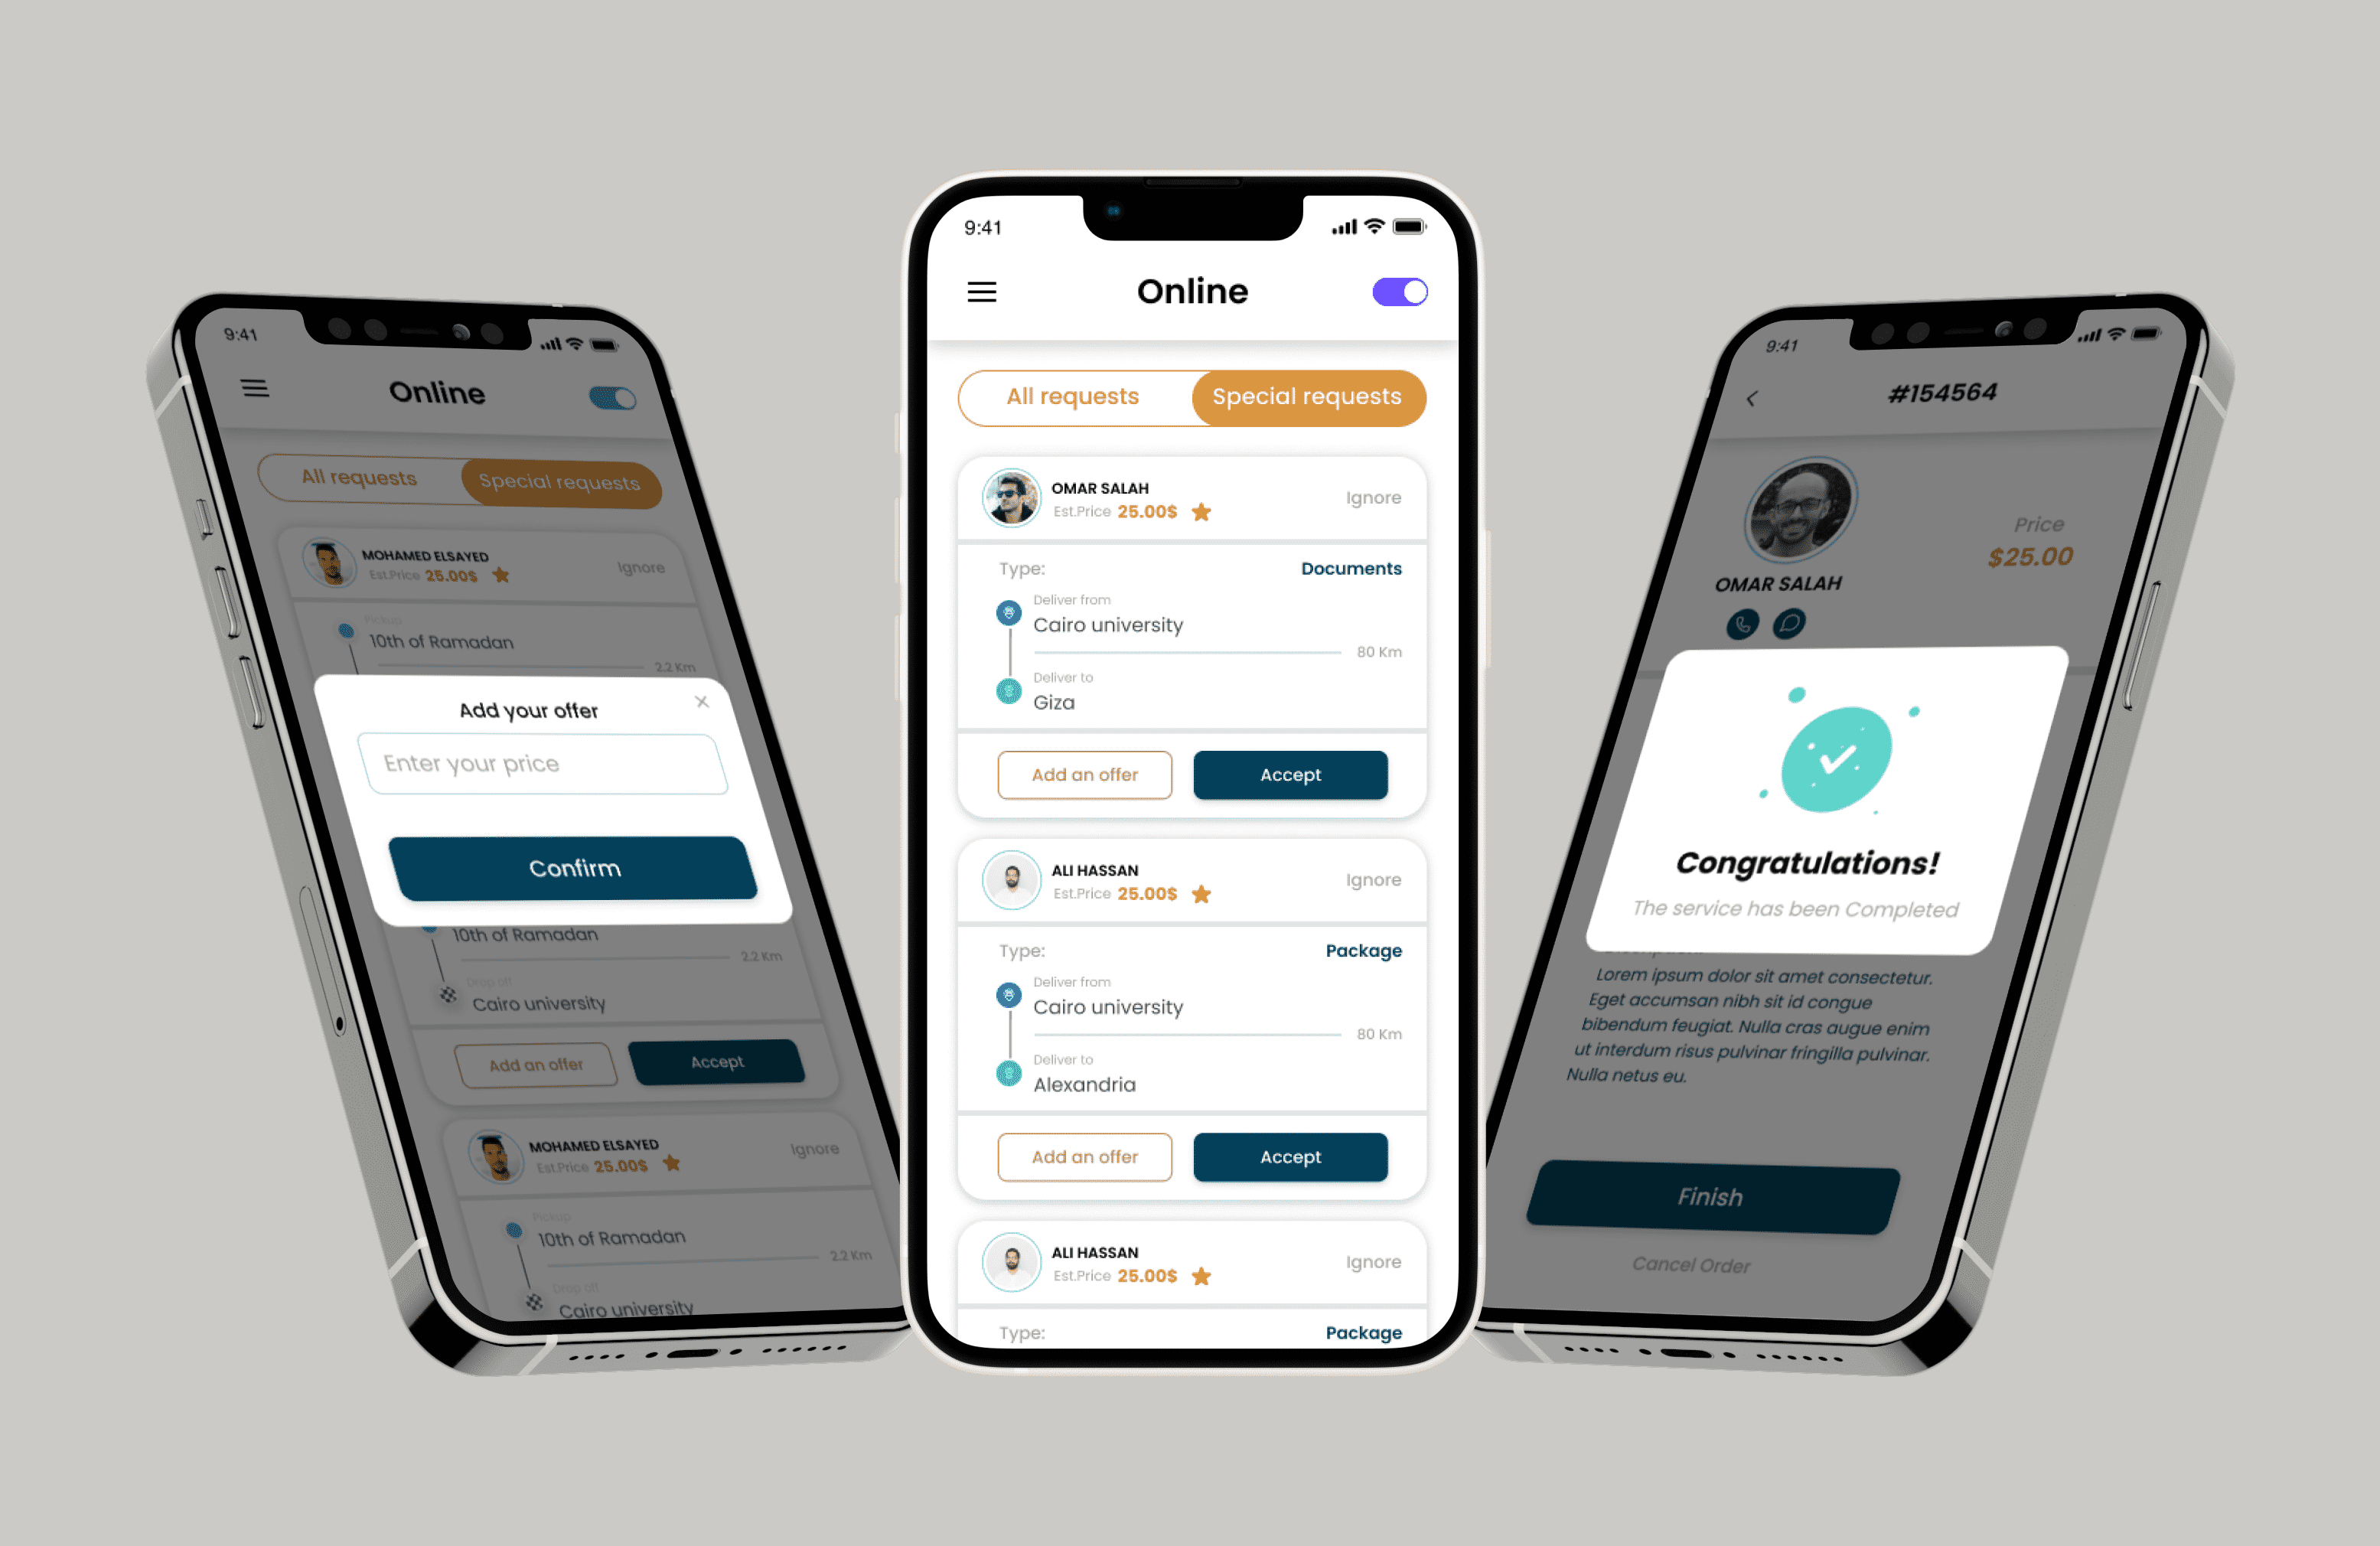 9:41
Online
All requests
Special requests
MOHAMED ELSAYED
Est.Price 25.00$
Ignore
Pickup
10th of Ramadan
2.2 Km
Add your offer
Enter your price
Confirm
10th of Ramadan
2.2 Km
Drop off
Cairo university
Add an offer
Accept
MOHAMED ELSAYED
Est.Price 25.00$
Ignore
Pickup
10th of Ramadan
2.2 Km
Drop off
Cairo university
9:41
Online
All requests
Special requests
OMAR SALAH
Est.Price 25.00$
Ignore
Type:
Documents
Deliver from
Cairo university
80 Km
Deliver to
Giza
Add an offer
Accept
ALI HASSAN
Est.Price 25.00$
Ignore
Type:
Package
Deliver from
Cairo university
80 Km
Deliver to
Alexandria
Add an offer
Accept
ALI HASSAN
Est.Price 25.00$
Ignore
Type:
Package
9:41
#154564
Price
$25.00
OMAR SALAH
Congratulations!
The service has been Completed
Lorem ipsum dolor sit amet consectetur.
Eget accumsan nibh sit id congue
bibendum feugiat. Nulla cras augue enim
ut interdum risus pulvinar fringilla pulvinar.
Nulla netus eu.
Finish
Cancel Order